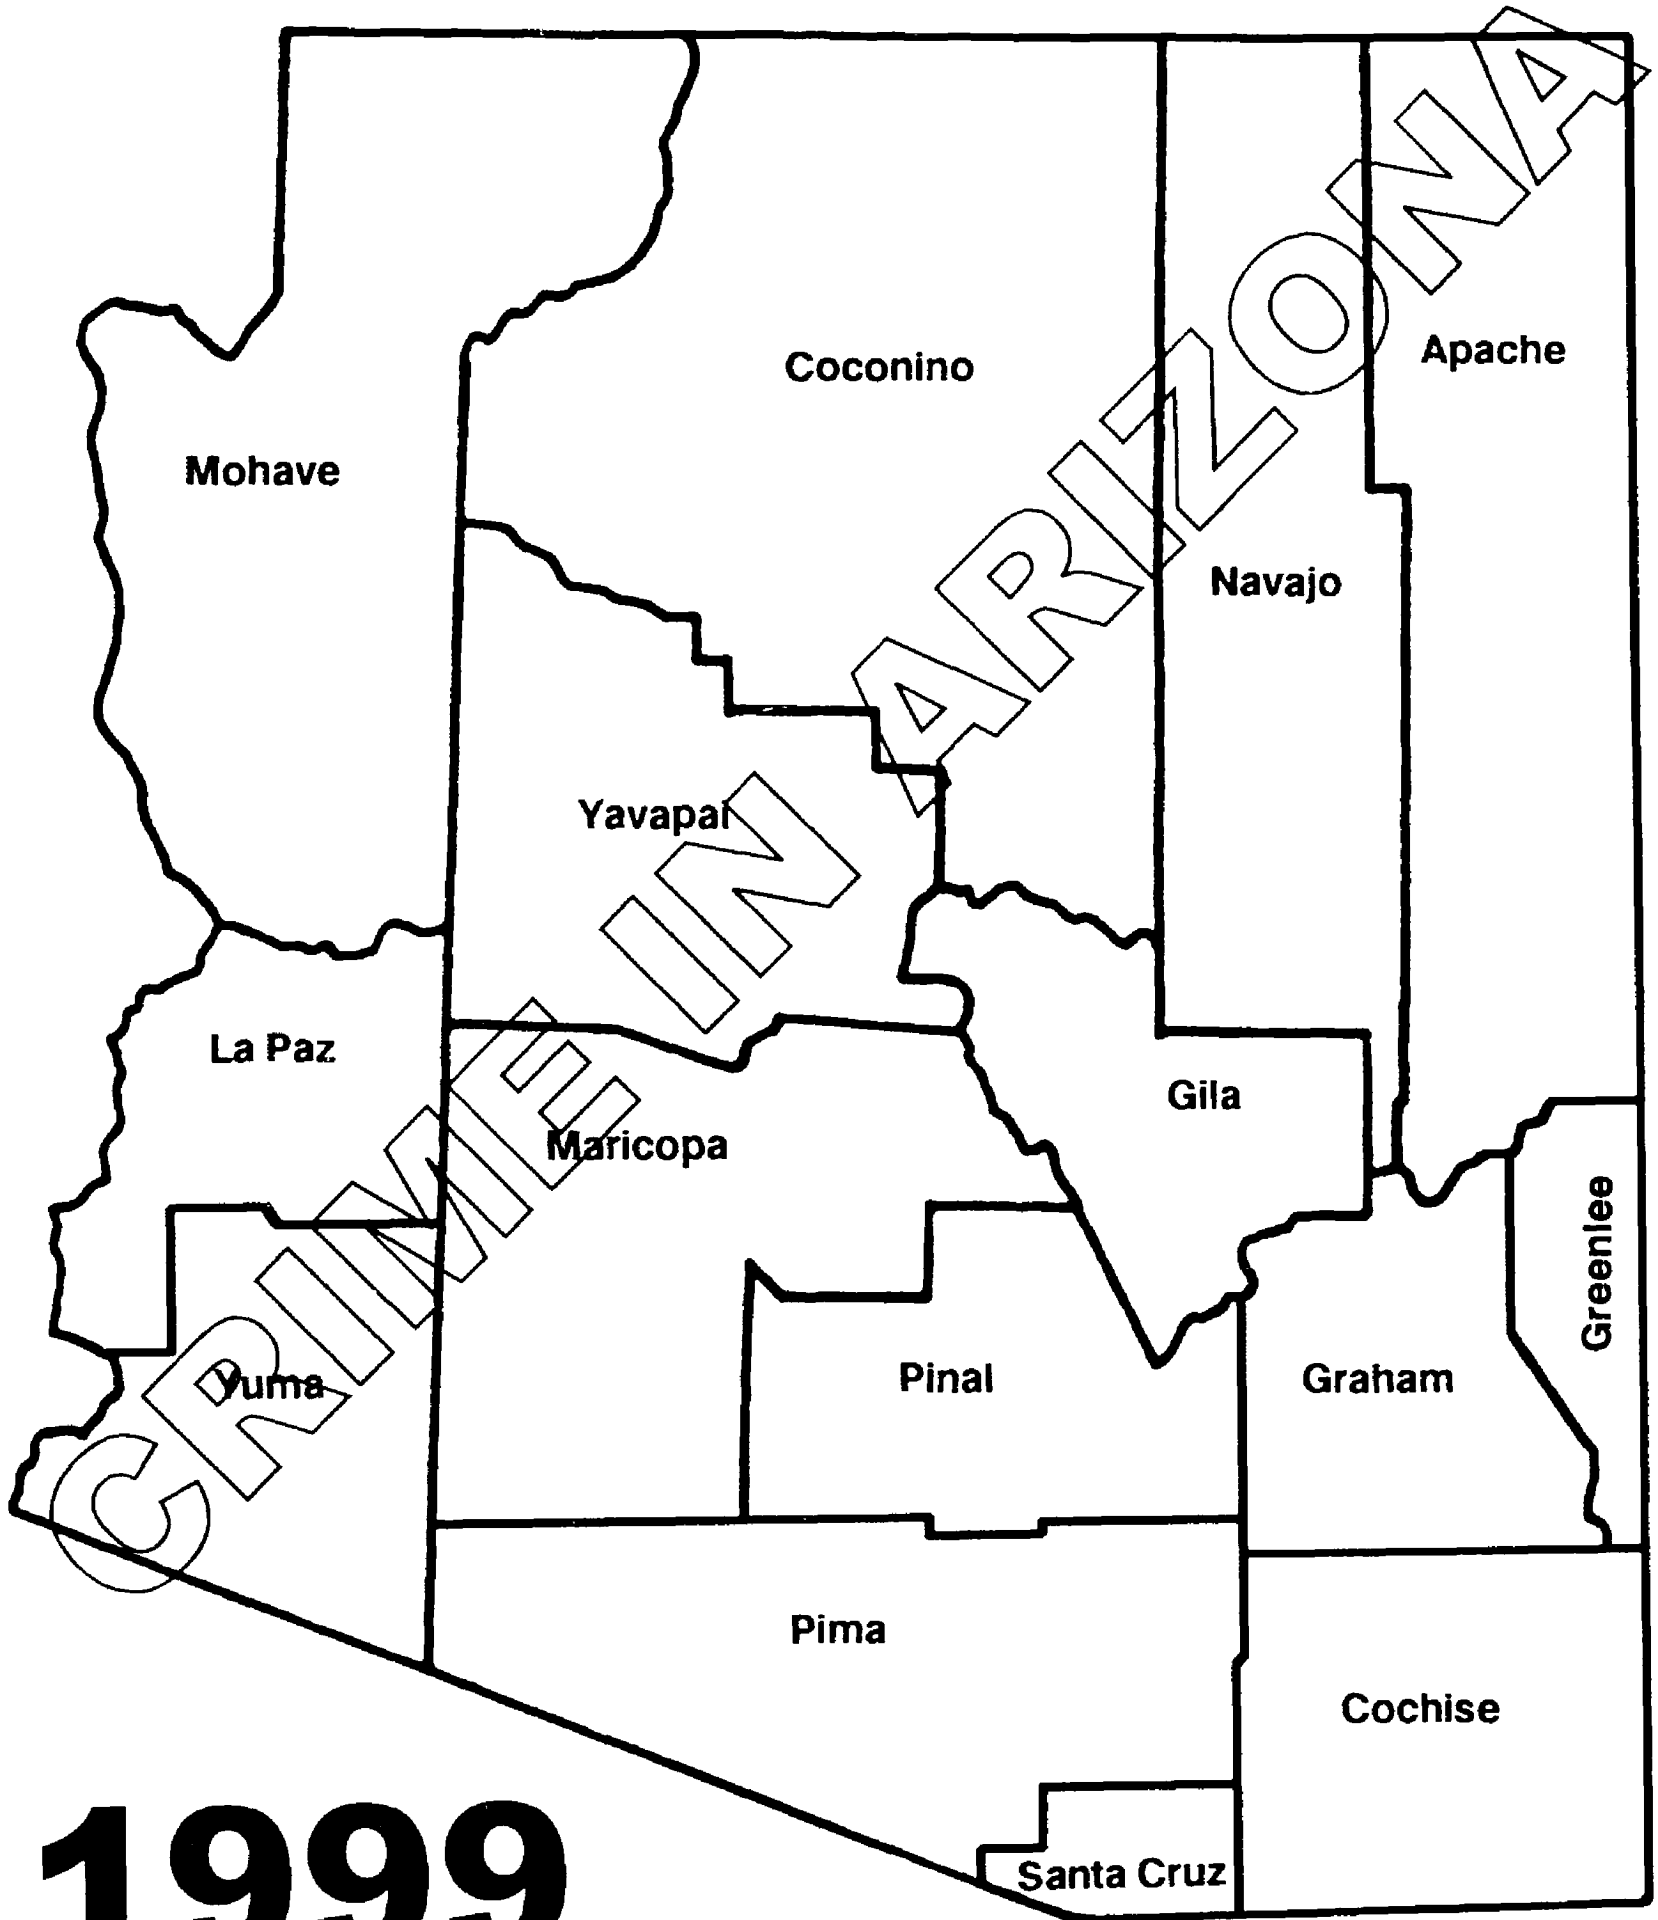 CRIME IN ARIZONA
Apache
Coconino
Mohave
Navajo
Yavapai
La Paz
Gila
Maricopa
Greenlee
Pinal
Graham
Yuma
Pima
Cochise
Santa Cruz
1999